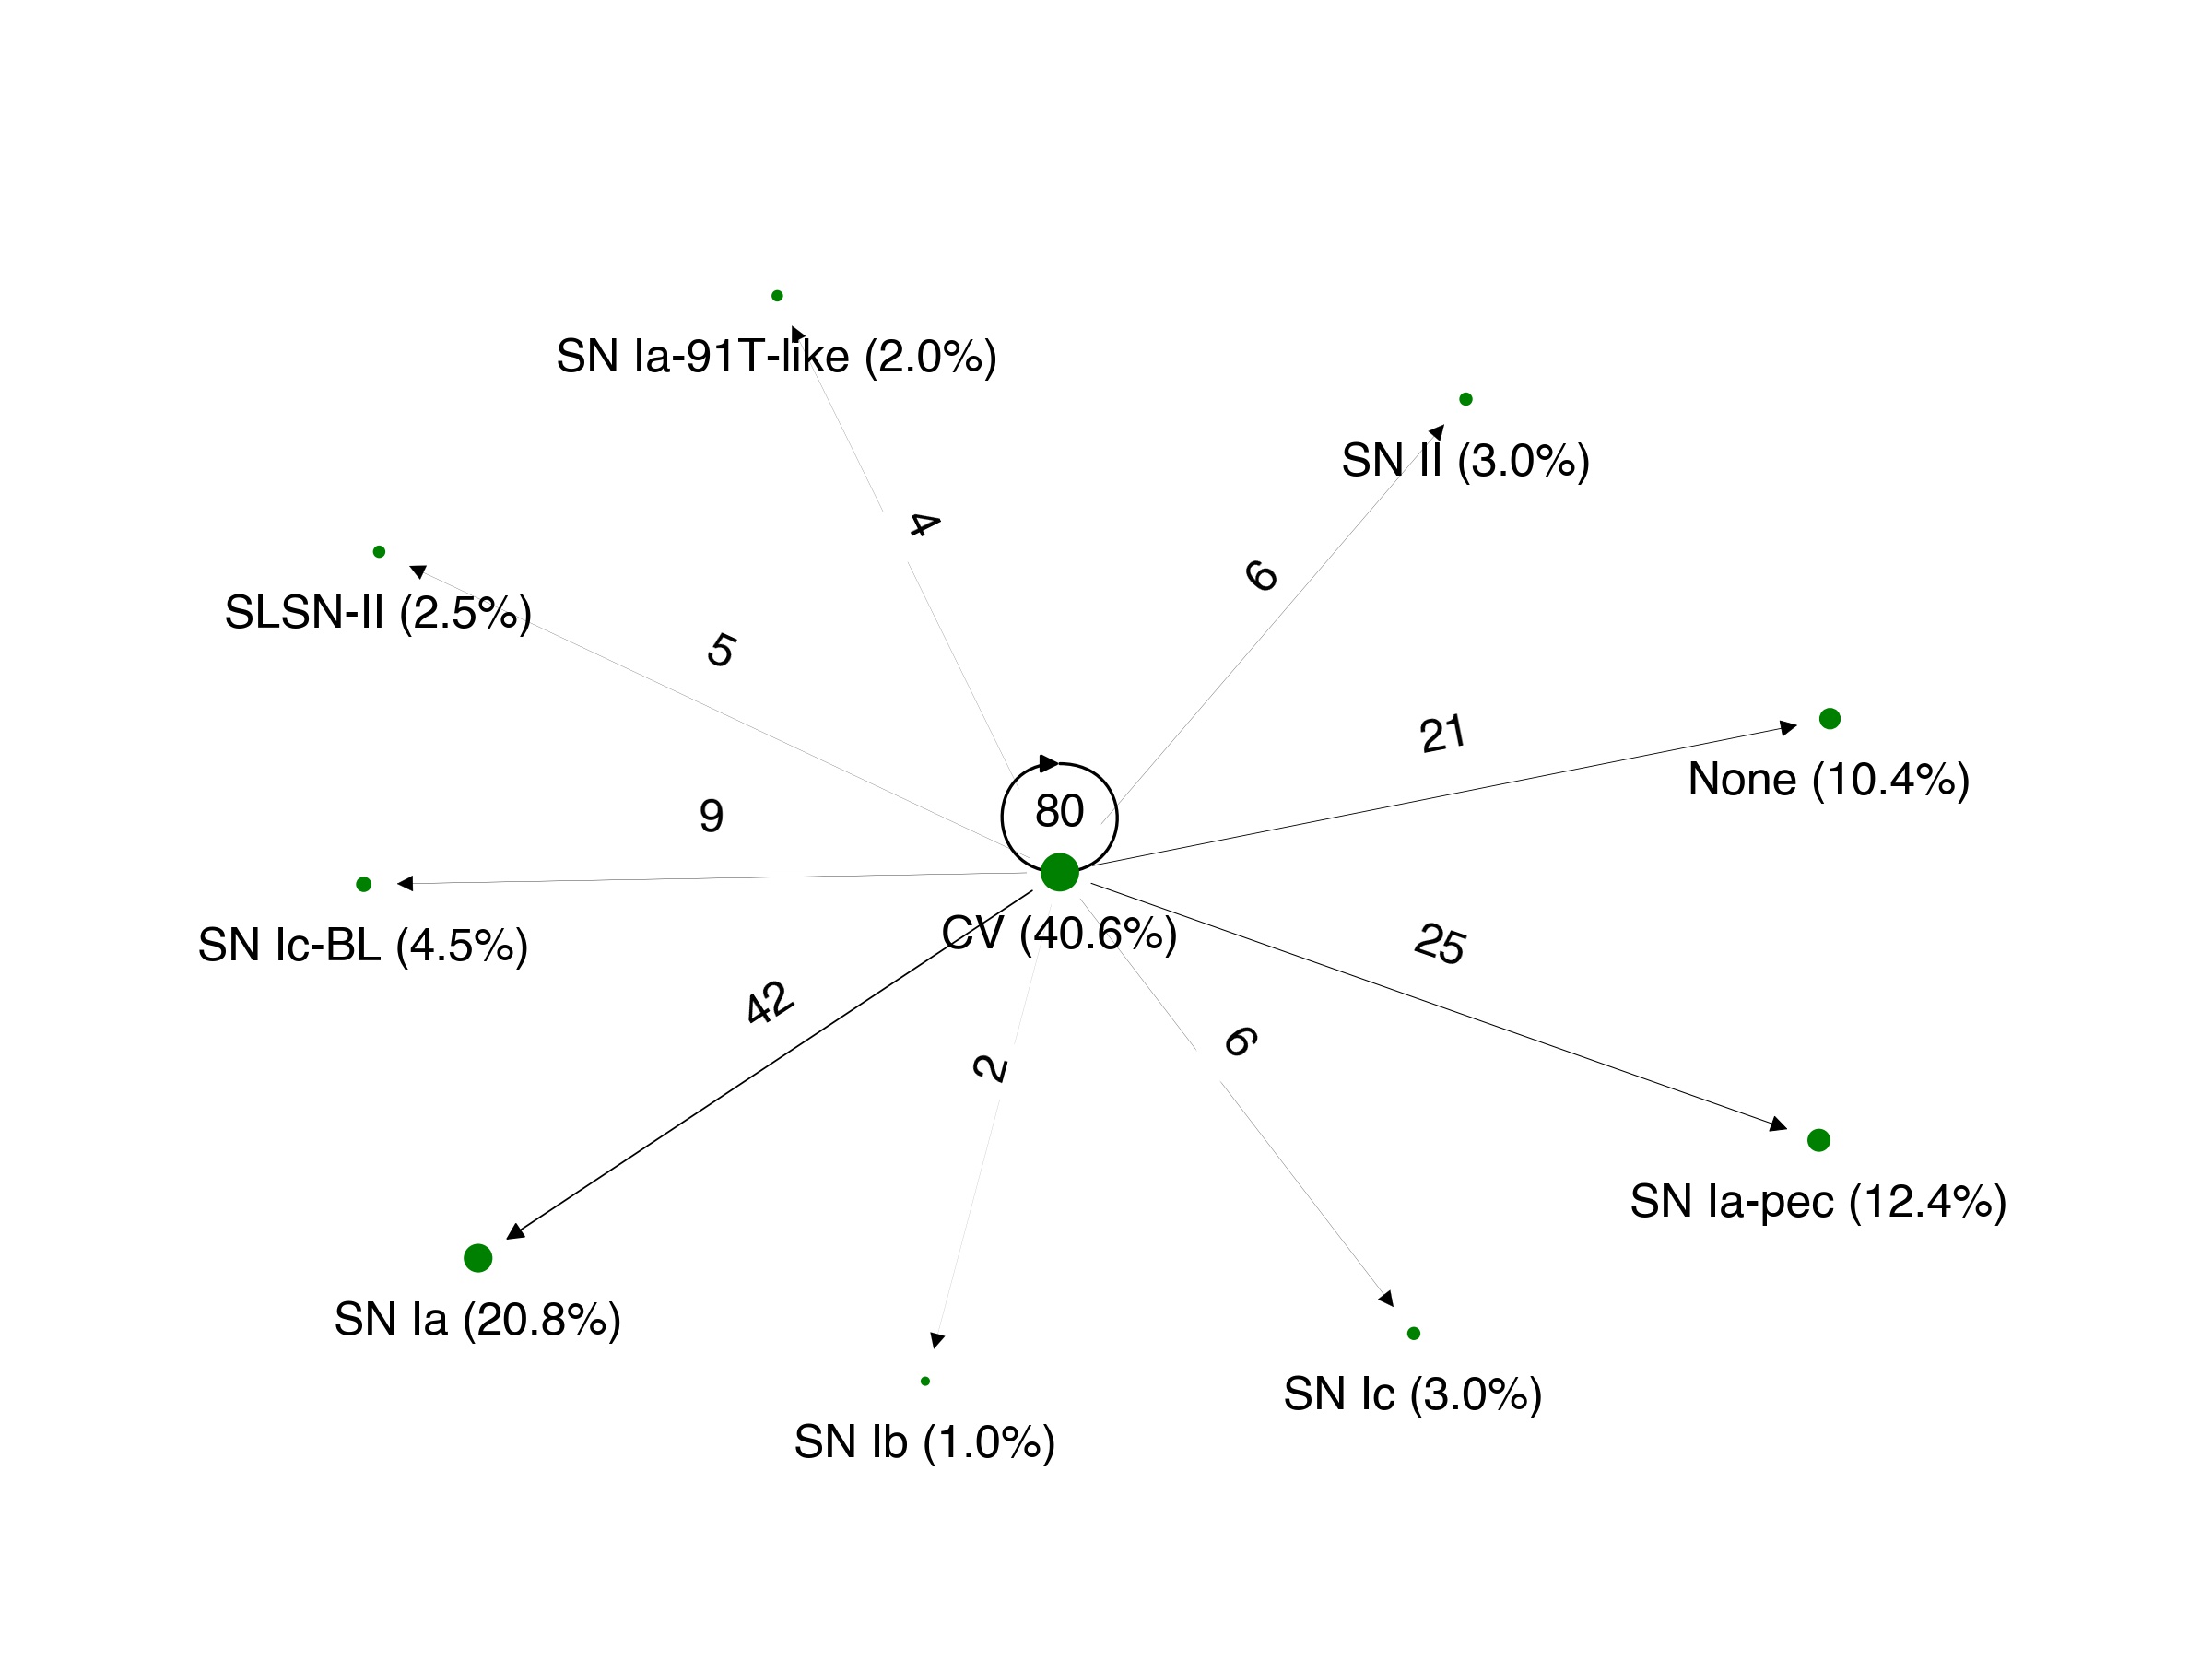 SN Ia-91T-like (2.0%)
SN II (3.0%)
4
6
SLSN-II (2.5%)
5
21
None (10.4%)
9
80
CV (40.6%)
SN Ic-BL (4.5%)
25
42
2
6
SN Ia-pec (12.4%)
SN Ia (20.8%)
SN Ic (3.0%)
SN Ib (1.0%)